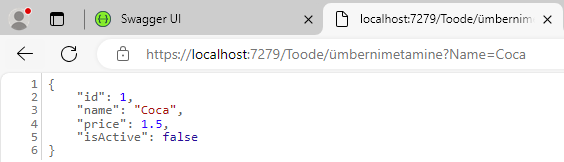 Swagger UI
localhost:7279/Toode/ümbernimeta
https://localhost:7279/Toode/ümbernimetamine?Name=Coca
1 {
2 "id": 1,
3 "name": "Coca",
4 "price": 1.5,
5 "isActive": false
6 }